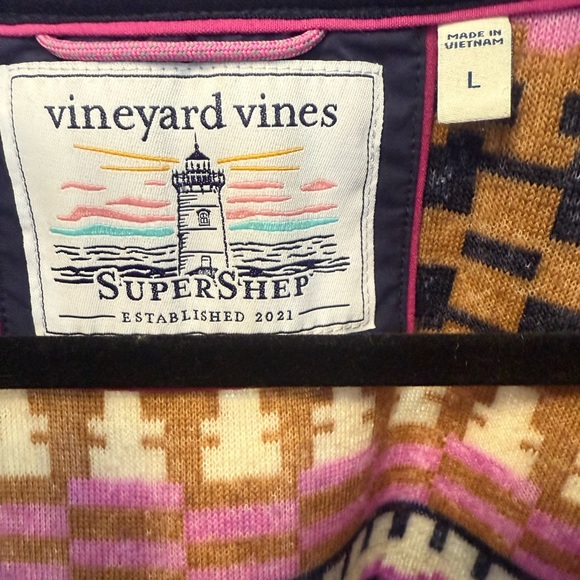 vineyard vines
SUPERSHEP
ESTABLISHED 2021
MADE IN
VIETNAM
L